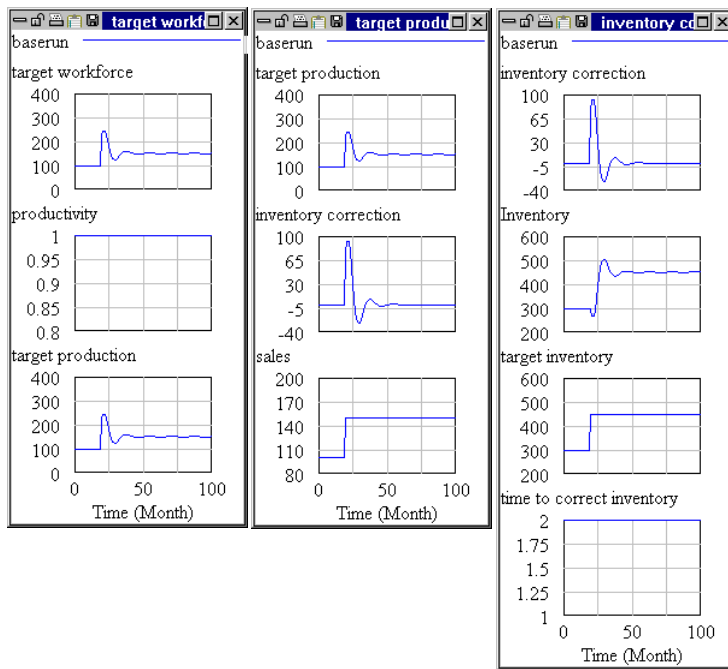 target workf
baserun
target workforce
400
300
200
100
0
productivity
1
0.95
0.9
0.85
0.8
target production
400
300
200
100
0
0 50 100
Time (Month)
target produ
baserun
target production
400
300
200
100
0
inventory correction
100
65
30
-5
-40
sales
200
170
140
110
80
0 50 100
Time (Month)
inventory co
baserun
inventory correction
100
65
30
-5
-40
Inventory
600
500
400
300
200
target inventory
600
500
400
300
200
time to correct inventory
2
1.75
1.5
1.25
1
0 50 100
Time (Month)